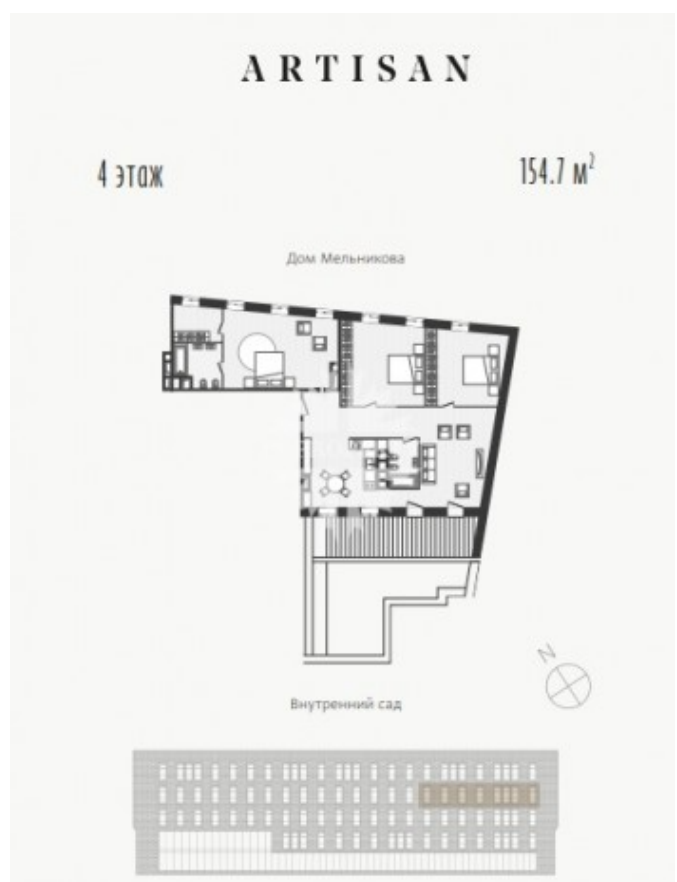 ARTISAN
4 этаж
154.7 м²
Дом Мельникова
N
Внутренний сад